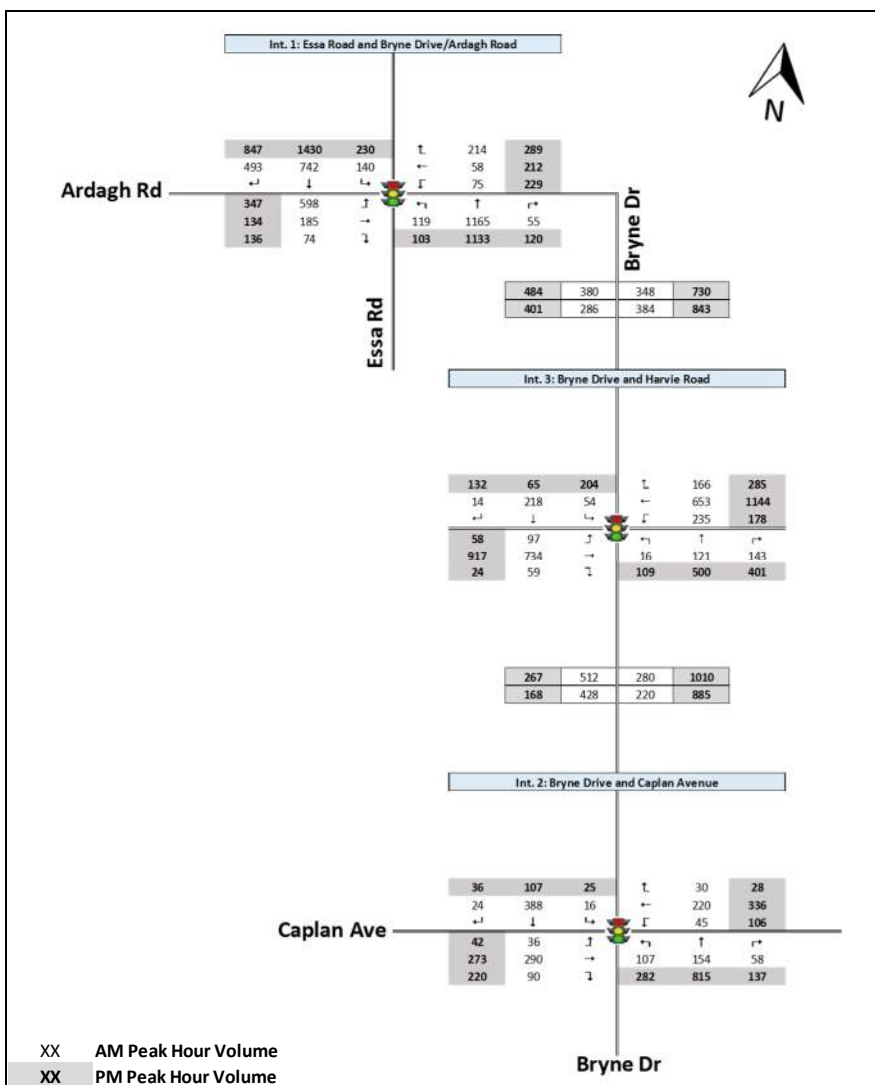 Int. 1: Essa Road and Bryne Drive/Ardagh Road
N
847 1430 230 214 289
493 742 140 ← 58 212
↓ 75 229
Ardagh Rd
347 598 ↑
134 185 → 119 1165 55
136 74 103 1133 120
Bryne Dr
Essa Rd
484 380 348 730
401 286 384 843
Int. 3: Bryne Drive and Harvie Road
132 65 204 166 285
14 218 54 ← 653 1144
↓ 235 178
58 97 ↑
917 734 → 16 121 143
24 59 109 500 401
267 512 280 1010
168 428 220 885
Int. 2: Bryne Drive and Caplan Avenue
36 107 25 30 28
24 388 16 ← 220 336
↓ 45 106
Caplan Ave
42 36 ↑
273 290 → 107 154 58
220 90 282 815 137
XX AM Peak Hour Volume
XX PM Peak Hour Volume
Bryne Dr